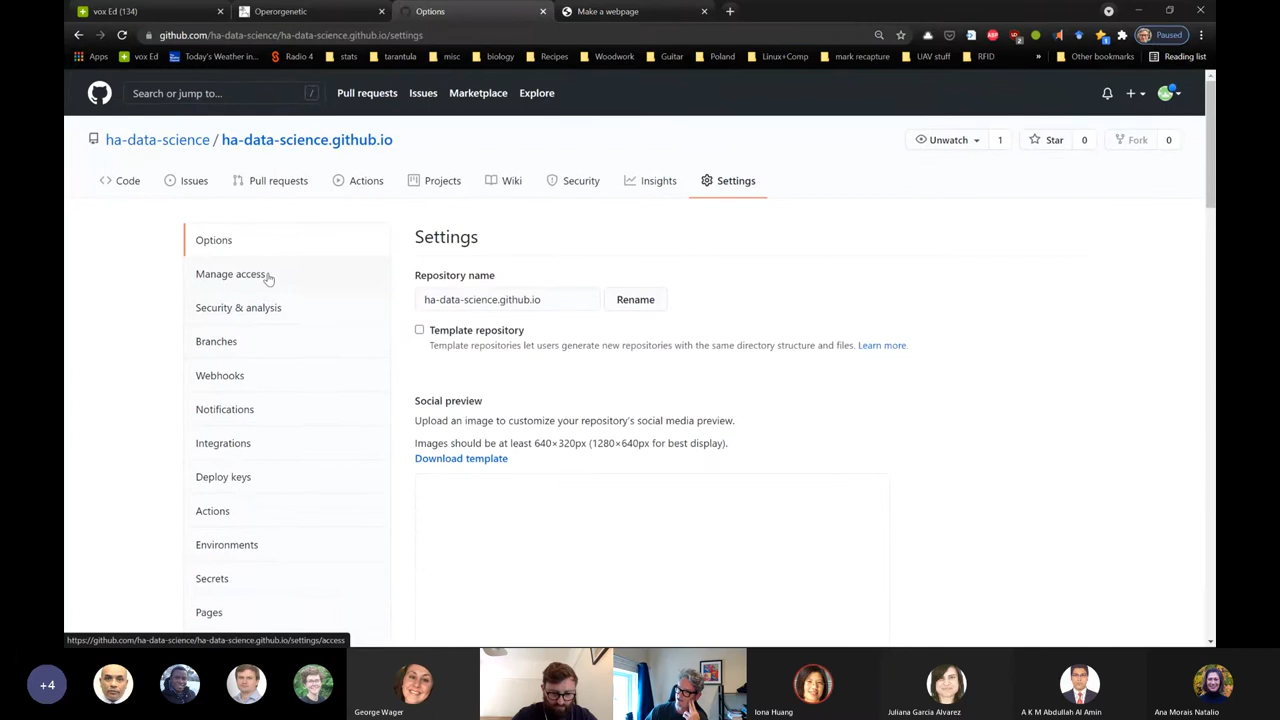 vox Ed (134)
Operorgenetic
Options
Make a webpage
github.com/ha-data-science/ha-data-science.github.io/settings
Paused
Apps
vox Ed
Today's Weather in...
Radio 4
stats
tarantula
misc
biology
Recipes
Woodwork
Guitar
Poland
Linux+Comp
mark recapture
UAV stuff
RFID
»
Other bookmarks
Reading list
Search or jump to...
/
Pull requests
Issues
Marketplace
Explore
ha-data-science / ha-data-science.github.io
Unwatch
1
Star
0
Fork
0
Code
Issues
Pull requests
Actions
Projects
Wiki
Security
Insights
Settings
Options
Manage access
Security & analysis
Branches
Webhooks
Notifications
Integrations
Deploy keys
Actions
Environments
Secrets
Pages
Settings
Repository name
ha-data-science.github.io
Rename
Template repository
Template repositories let users generate new repositories with the same directory structure and files. Learn more.
Social preview
Upload an image to customize your repository's social media preview.
Images should be at least 640×320px (1280×640px for best display).
Download template
https://github.com/ha-data-science/ha-data-science.github.io/settings/access
+4
George Wager
Iona Huang
Juliana Garcia Alvarez
A K M Abdullah Al Amin
Ana Morais Natalio